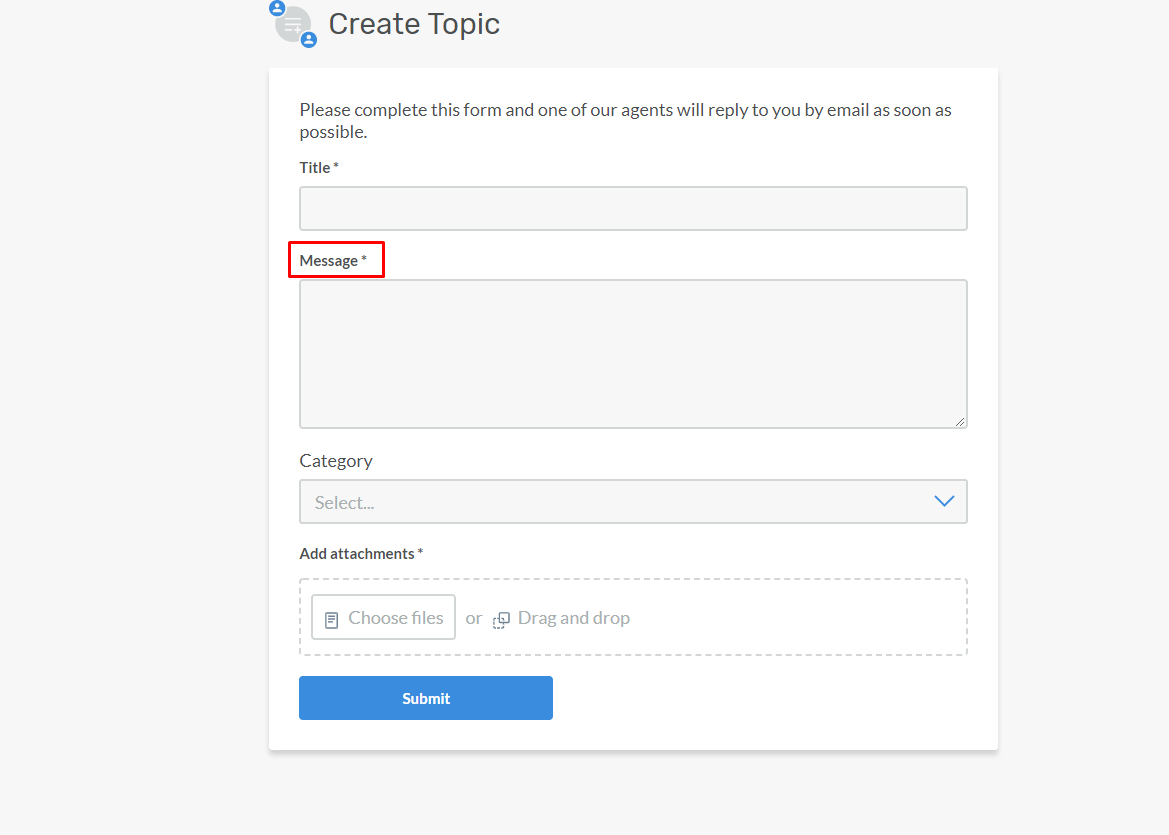 Create Topic
Please complete this form and one of our agents will reply to you by email as soon as
possible.
Title *
Message *
Category
Select...
Add attachments *
Choose files or Drag and drop
Submit